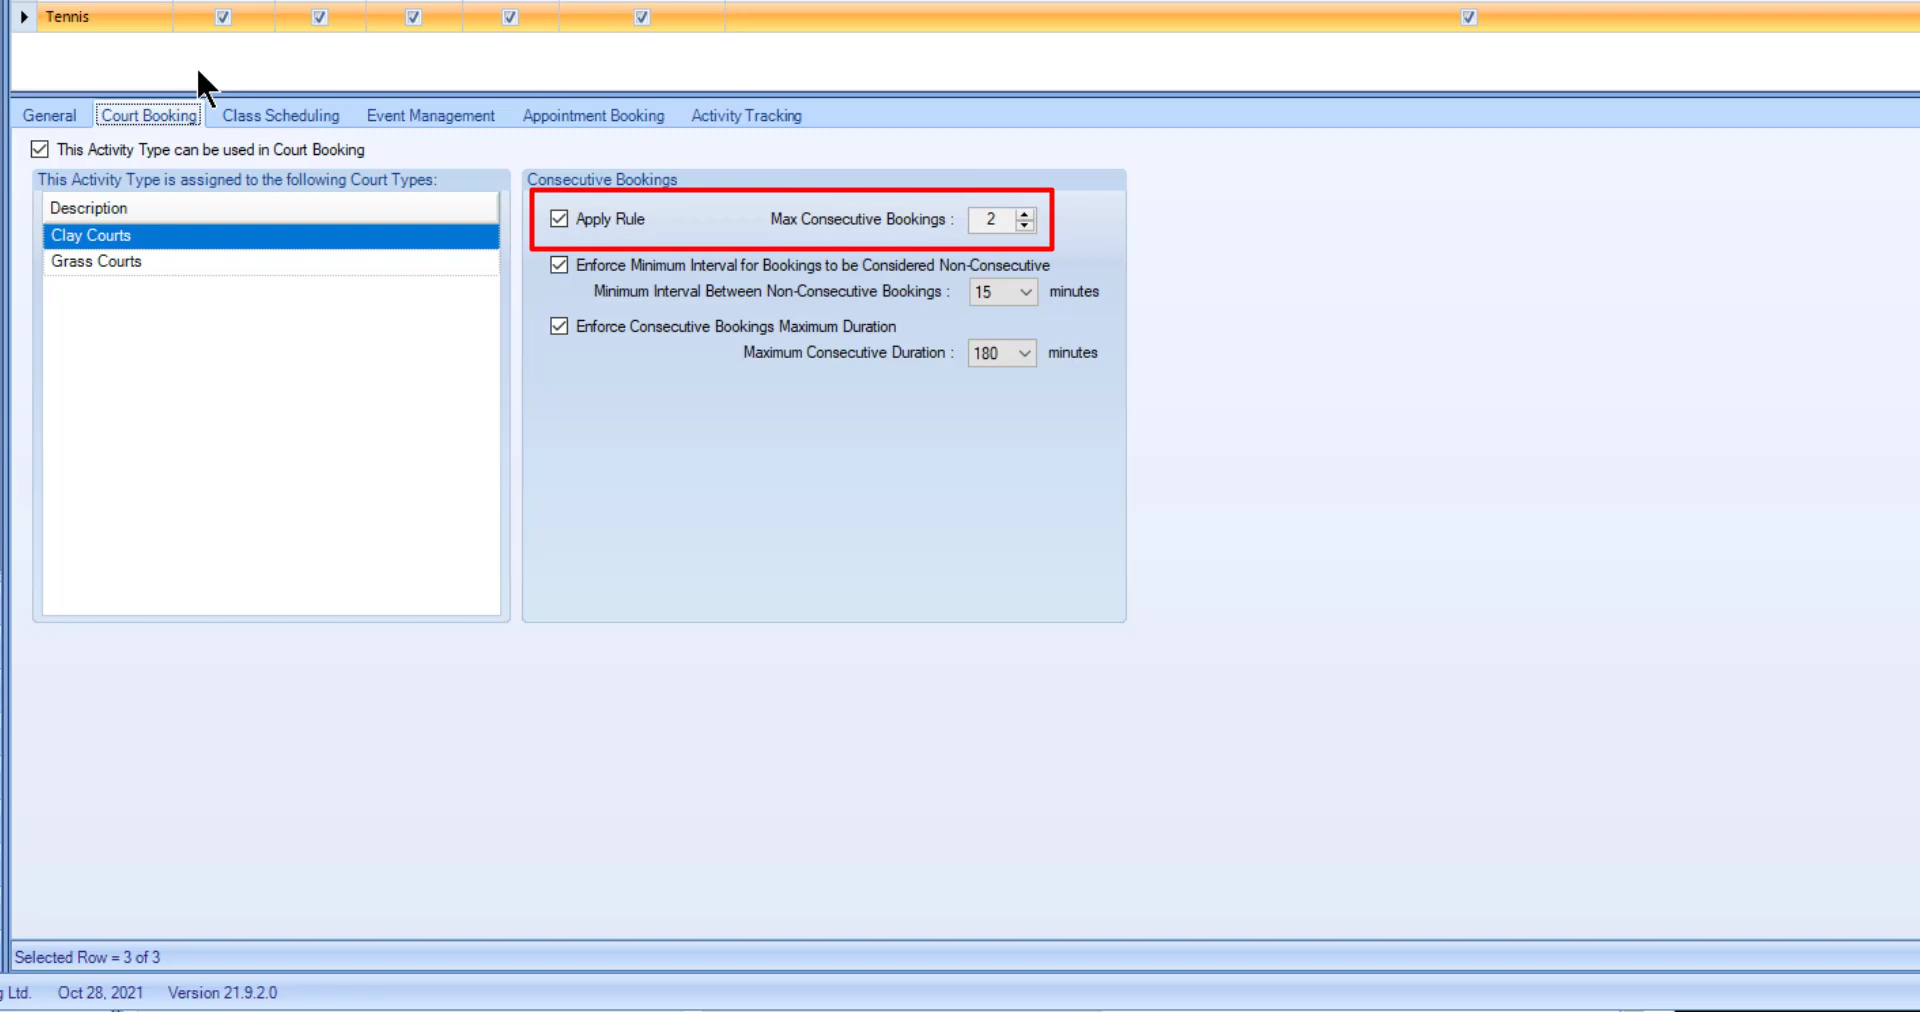 Tennis
General Court Booking Class Scheduling Event Management Appointment Booking Activity Tracking
This Activity Type can be used in Court Booking
This Activity Type is assigned to the following Court Types:
Description
Clay Courts
Grass Courts
Consecutive Bookings
Apply Rule Max Consecutive Bookings : 2
Enforce Minimum Interval for Bookings to be Considered Non-Consecutive
Minimum Interval Between Non-Consecutive Bookings : 15 minutes
Enforce Consecutive Bookings Maximum Duration
Maximum Consecutive Duration : 180 minutes
Selected Row = 3 of 3
g Ltd. Oct 28, 2021 Version 21.9.2.0